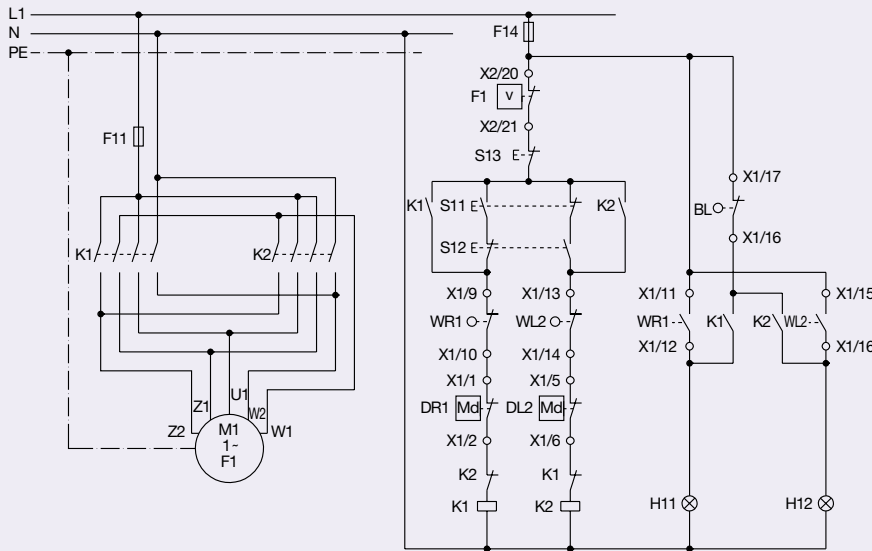 L1
N
PE
F14
X2/20
F1 v
X2/21
F11
S13 E
X1/17
K1 S11 E K2
BL
S12 E
X1/16
K1 K2
X1/9 X1/13 X1/11 X1/15
WR1 WL2 WR1 K1 K2 WL2
X1/12 X1/16
X1/10 X1/14
X1/1 X1/5
Z1 U1
DR1 Md DL2 Md
W2
Z2 M1 W1
1~
F1
X1/2 X1/6
K2 K1
K1 K2 H11 H12